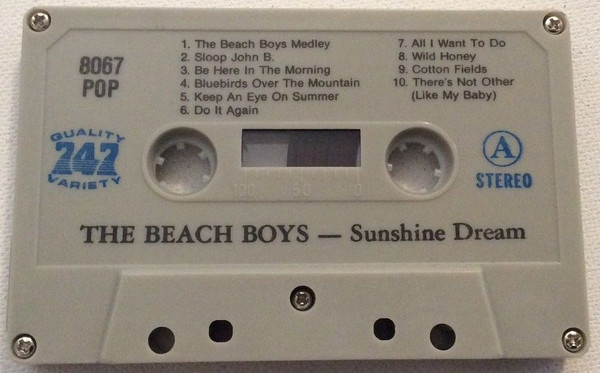 8067
POP
1. The Beach Boys Medley
2. Sloop John B.
3. Be Here In The Morning
4. Bluebirds Over The Mountain
5. Keep An Eye On Summer
6. Do It Again
7. All I Want To Do
8. Wild Honey
9. Cotton Fields
10. There's Not Other
(Like My Baby)
QUALITY
747
VARIETY
100 50 0
A
STEREO
THE BEACH BOYS — Sunshine Dream